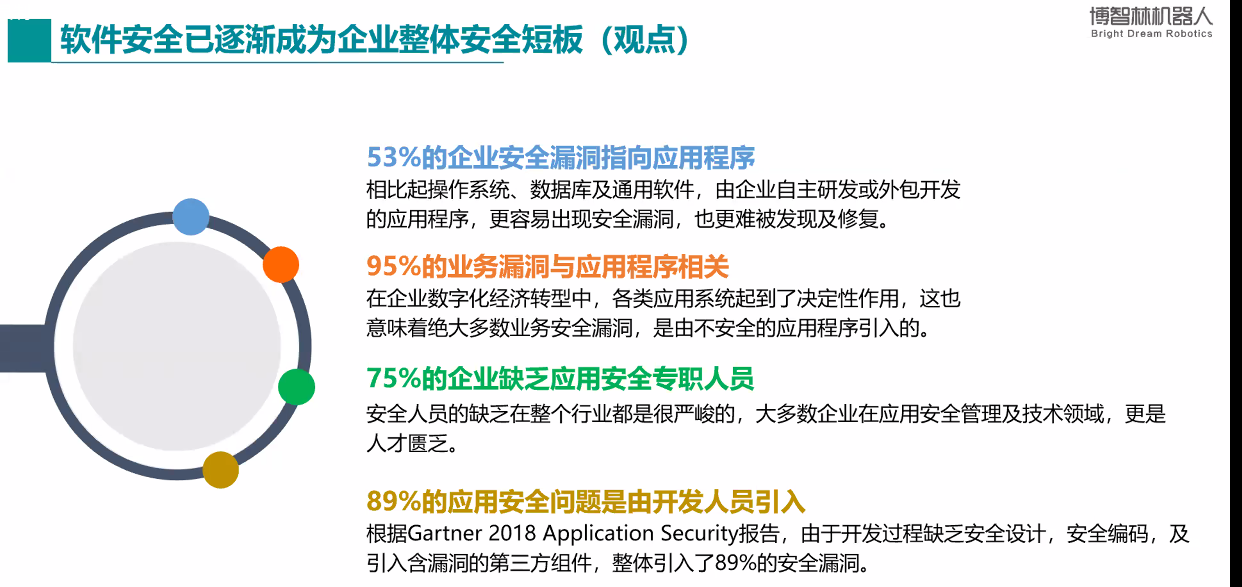 软件安全已逐渐成为企业整体安全短板（观点）
博智林机器人
Bright Dream Robotics
53%的企业安全漏洞指向应用程序
相比起操作系统、数据库及通用软件，由企业自主研发或外包开发
的应用程序，更容易出现安全漏洞，也更难被发现及修复。
95%的业务漏洞与应用程序相关
在企业数字化经济转型中，各类应用系统起到了决定性作用，这也
意味着绝大多数业务安全漏洞，是由不安全的应用程序引入的。
75%的企业缺乏应用安全专职人员
安全人员的缺乏在整个行业都是很严峻的，大多数企业在应用安全管理及技术领域，更是
人才匮乏。
89%的应用安全问题是由开发人员引入
根据Gartner 2018 Application Security报告，由于开发过程缺乏安全设计，安全编码，及
引入含漏洞的第三方组件，整体引入了89%的安全漏洞。